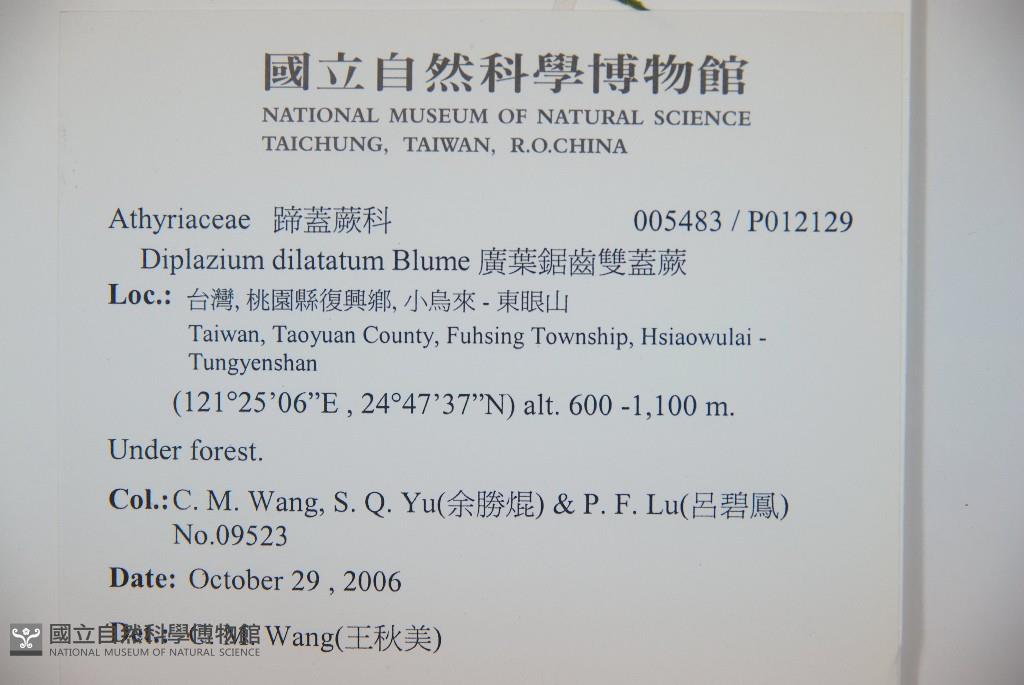 國立自然科學博物館
NATIONAL MUSEUM OF NATURAL SCIENCE
TAICHUNG, TAIWAN, R.O.CHINA
Athyriaceae 蹄蓋蕨科 005483 / P012129
Diplazium dilatatum Blume 廣葉鋸齒雙蓋蕨
Loc.: 台灣, 桃園縣復興鄉, 小烏來 - 東眼山
Taiwan, Taoyuan County, Fuhsing Township, Hsiaowulai -
Tungyenshan
(121°25’06”E , 24°47’37”N) alt. 600 -1,100 m.
Under forest.
Col.: C. M. Wang, S. Q. Yu(余勝焜) & P. F. Lu(呂碧鳳)
No.09523
Date: October 29 , 2006
Det.: C. M. Wang(王秋美)
國立自然科學博物館
NATIONAL MUSEUM OF NATURAL SCIENCE